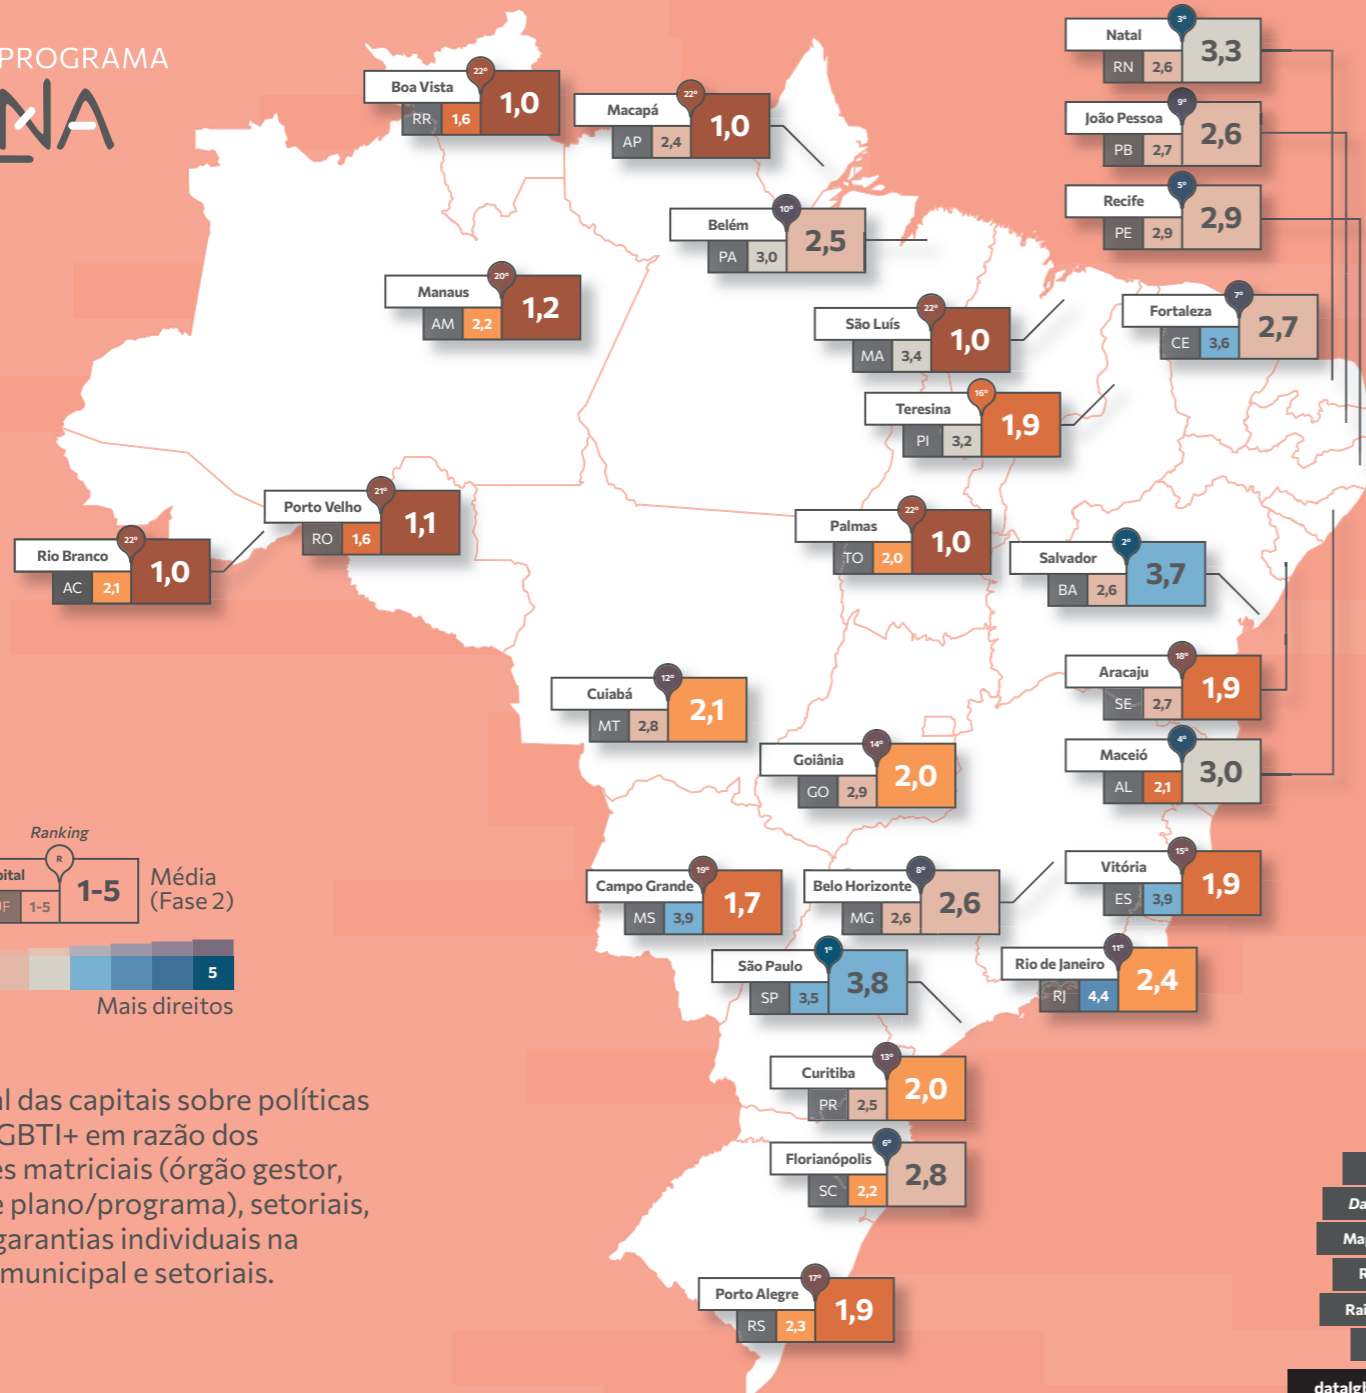 PROGRAMA
22º
Boa Vista
1,0
RR
1,6
22º
Macapá
1,0
AP
2,4
3º
Natal
3,3
RN
2,6
9º
João Pessoa
2,6
PB
2,7
5º
Recife
2,9
PE
2,9
10º
Belém
2,5
PA
3,0
20º
Manaus
1,2
AM
2,2
22º
São Luís
1,0
MA
3,4
7º
Fortaleza
2,7
CE
3,6
16º
Teresina
1,9
PI
3,2
21º
Porto Velho
1,1
RO
1,6
22º
Rio Branco
1,0
AC
2,1
22º
Palmas
1,0
TO
2,0
2º
Salvador
3,7
BA
2,6
12º
Cuiabá
2,1
MT
2,8
18º
Aracaju
1,9
SE
2,7
14º
Goiânia
2,0
GO
2,9
4º
Maceió
3,0
AL
2,1
19º
Campo Grande
1,7
MS
3,9
8º
Belo Horizonte
2,6
MG
2,6
15º
Vitória
1,9
ES
3,9
1º
São Paulo
3,8
SP
3,5
11º
Rio de Janeiro
2,4
RJ
4,4
13º
Curitiba
2,0
PR
2,5
6º
Florianópolis
2,8
SC
2,2
17º
Porto Alegre
1,9
RS
2,3
Ranking
R
pital
1-5
1-5
Média
(Fase 2)
5
Mais direitos
l das capitais sobre políticas
GBTI+ em razão dos
es matriciais (órgão gestor,
e plano/programa), setoriais,
garantias individuais na
municipal e setoriais.
Da
Ma
R
Rai